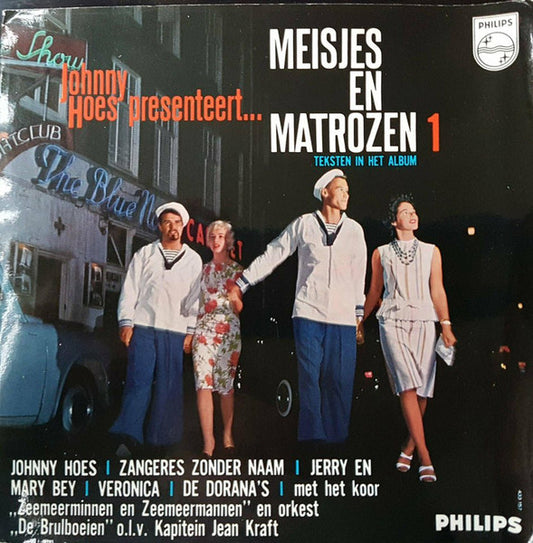 Show
Johnny
Hoes presenteert...
MEISJES
EN
MATROZEN 1
TEKSTEN IN HET ALBUM
PHILIPS
HTCLUB
The Blue N
CABARET
JOHNNY HOES I ZANGERES ZONDER NAAM I JERRY EN
MARY BEY I VERONICA I DE DORANA'S I met het koor
„Zeemeerminnen en Zeemeermannen” en orkest
„De Brulboeien” o.l.v. Kapitein Jean Kraft
PHILIPS